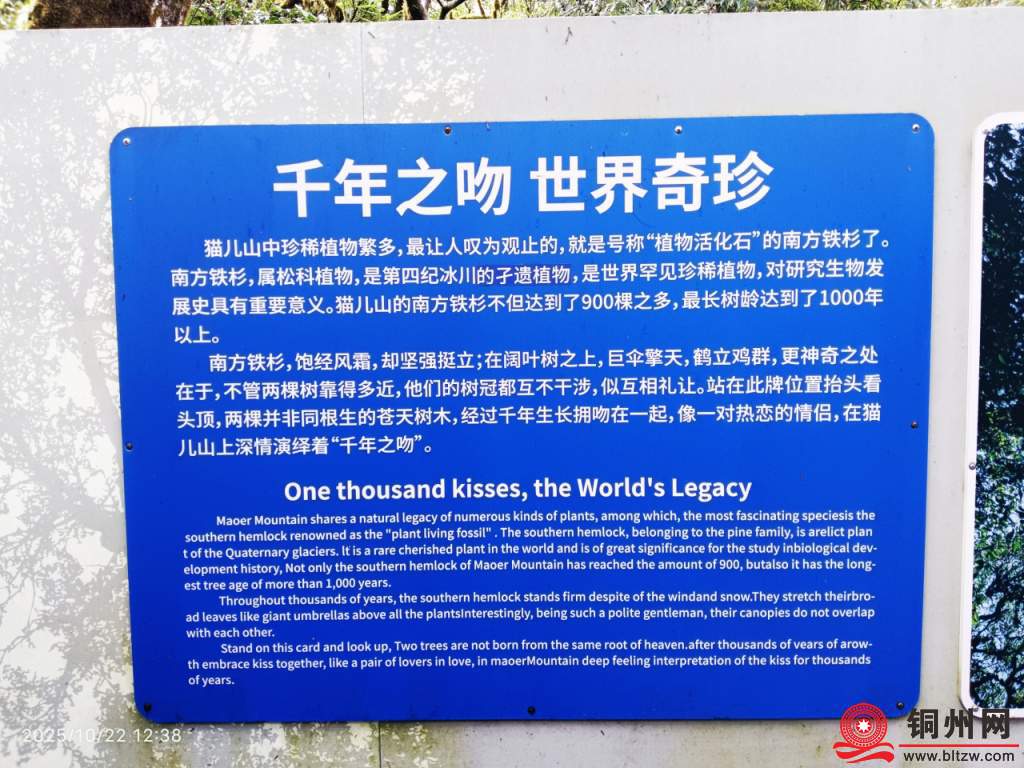 千年之吻 世界奇珍
猫儿山中珍稀植物繁多，最让人叹为观止的，就是号称“植物活化石”的南方铁杉了。
南方铁杉，属松科植物，是第四纪冰川的孑遗植物，是世界罕见珍稀植物，对研究生物发
展史具有重要意义。猫儿山的南方铁杉不但达到了900棵之多，最长树龄达到了1000年
以上。
南方铁杉，饱经风霜，却坚强挺立；在阔叶树之上，巨伞擎天，鹤立鸡群，更神奇之处
在于，不管两棵树靠得多近，他们的树冠都互不干涉，似互相礼让。站在此牌位置抬头看
头顶，两棵并非同根生的苍天树木，经过千年生长拥吻在一起，像一对热恋的情侣，在猫
儿山上深情演绎着“千年之吻”。
One thousand kisses, the World's Legacy
Maoer Mountain shares a natural legacy of numerous kinds of plants, among which, the most fascinating speciesis the
southern hemlock renowned as the "plant living fossil" . The southern hemlock, belonging to the pine family, is arelict plan
t of the Quaternary glaciers. lt is a rare cherished plant in the world and is of great significance for the study inbiological dev-
elopment history, Not only the southern hemlock of Maoer Mountain has reached the amount of 900, butalso it has the long-
est tree age of more than 1,000 years.
Throughout thousands of years, the southern hemlock stands firm despite of the windand snow.They stretch theirbro-
ad leaves like giant umbrellas above all the plantsInterestingly, being such a polite gentleman, their canopies do not overlap
with each other.
Stand on this card and look up, Two trees are not born from the same root of heaven.after thousands of vears of arow-
th embrace kiss together, like a pair of lovers in love, in maoerMountain deep feeling interpretation of the kiss for thousands
of years.
2025/10/22 12:38
铜州网
www.bltzw.com